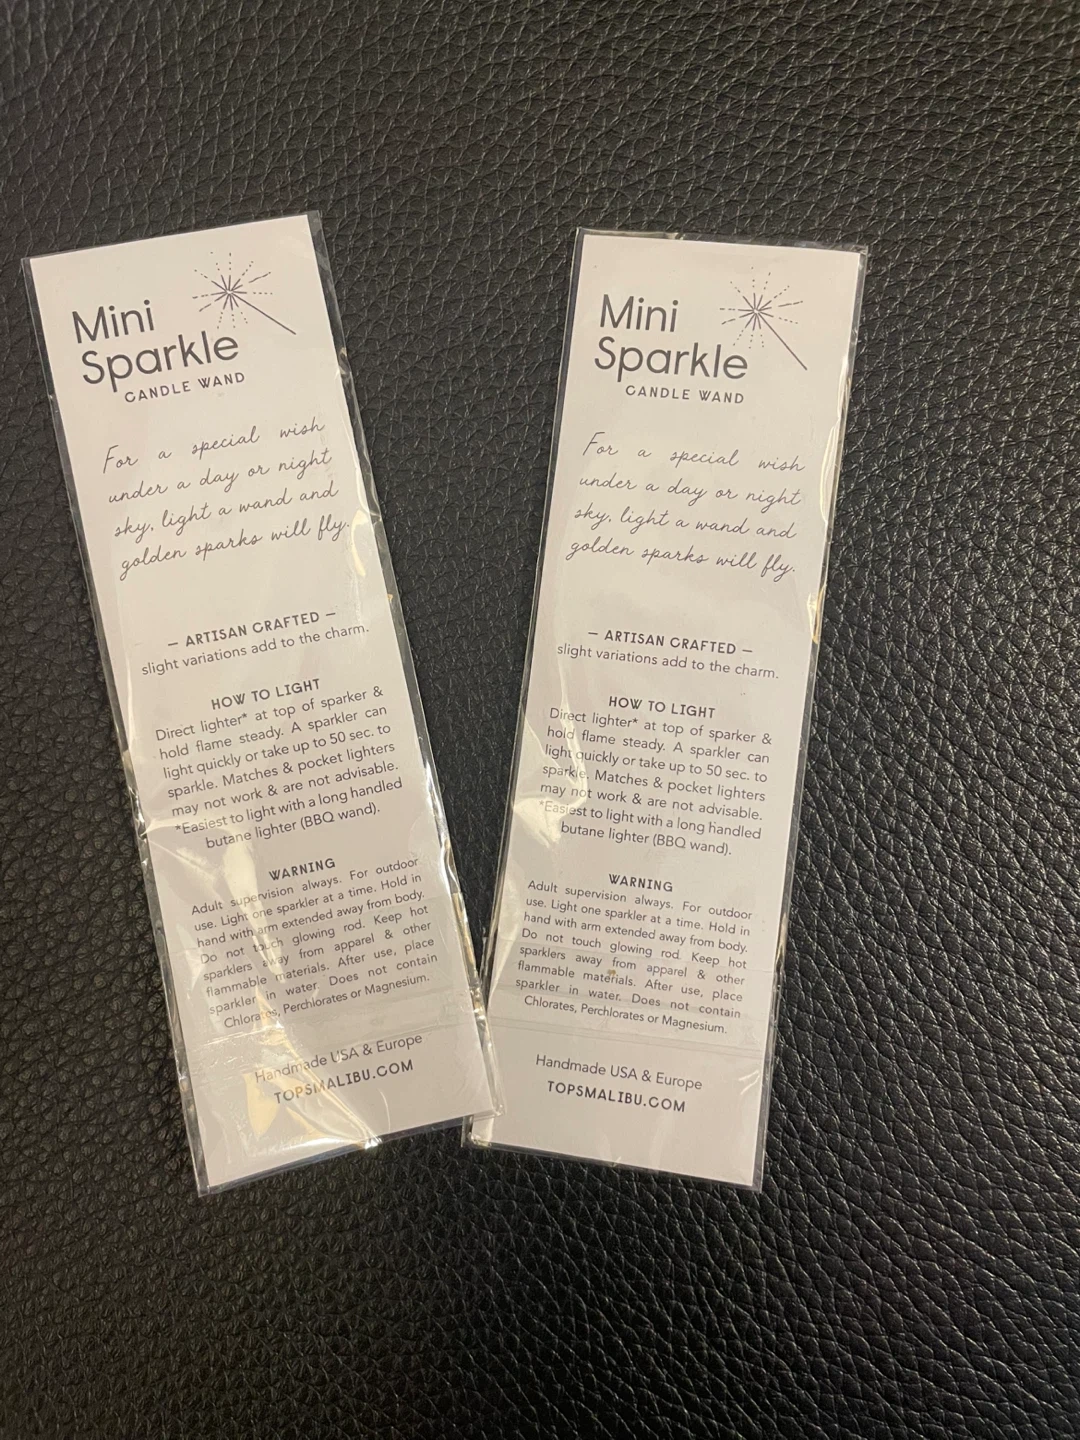 Mini
Sparkle
CANDLE WAND
For a special wish
under a day or night
sky, light a wand and
golden sparks will fly.
— ARTISAN CRAFTED —
slight variations add to the charm.
HOW TO LIGHT
Direct lighter* at top of sparker &
hold flame steady. A sparkler can
light quickly or take up to 50 sec. to
sparkle. Matches & pocket lighters
may not work & are not advisable.
*Easiest to light with a long handled
butane lighter (BBQ wand).
WARNING
Adult supervision always. For outdoor
use. Light one sparkler at a time. Hold in
hand with arm extended away from body.
Do not touch glowing rod. Keep hot
sparklers away from apparel & other
flammable materials. After use, place
sparkler in water. Does not contain
Chlorates, Perchlorates or Magnesium.
Handmade USA & Europe
TOPSMALIBU.COM
Mini
Sparkle
CANDLE WAND
For a special wish
under a day or night
sky, light a wand and
golden sparks will fly.
— ARTISAN CRAFTED —
slight variations add to the charm.
HOW TO LIGHT
Direct lighter* at top of sparker &
hold flame steady. A sparkler can
light quickly or take up to 50 sec. to
sparkle. Matches & pocket lighters
may not work & are not advisable.
*Easiest to light with a long handled
butane lighter (BBQ wand).
WARNING
Adult supervision always. For outdoor
use. Light one sparkler at a time. Hold in
hand with arm extended away from body.
Do not touch glowing rod. Keep hot
sparklers away from apparel & other
flammable materials. After use, place
sparkler in water. Does not contain
Chlorates, Perchlorates or Magnesium.
Handmade USA & Europe
TOPSMALIBU.COM